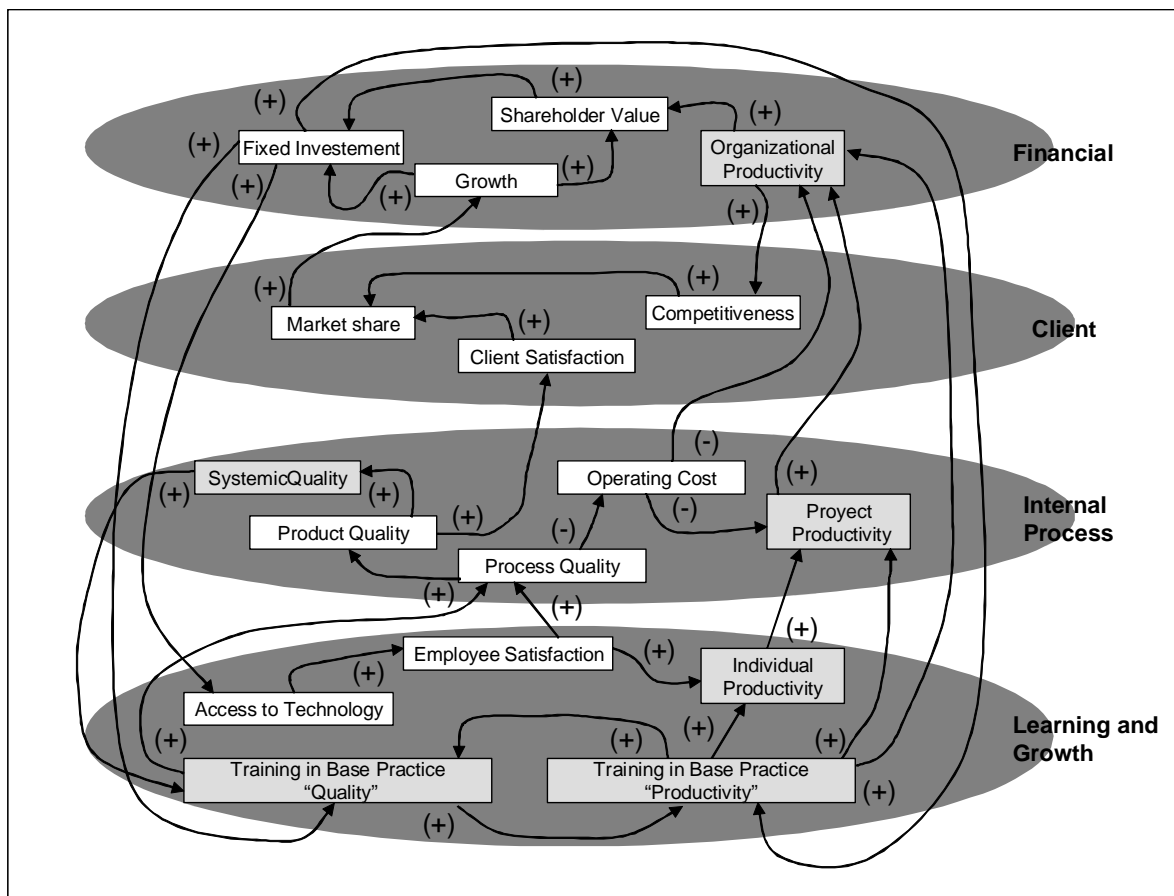 (+)
(+)
(+)
Shareholder Value
(+)
(+)
Fixed Investement
Organizational
Productivity
Financial
(+)
(+)
Growth
(+)
(+)
(+)
(+)
Competitiveness
Market share
(+)
Client
Client Satisfaction
(-)
SystemicQuality
Operating Cost
(+)
(+)
(+)
(-)
Internal
Process
Proyect
Productivity
Product Quality
(+)
(-)
Process Quality
(+)
(+)
(+)
Employee Satisfaction
(+)
Individual
Productivity
(+)
Access to Technology
Learning and
Growth
(+)
(+)
(+)
(+)
Training in Base Practice
“Quality”
Training in Base Practice
“Productivity”
(+)
(+)